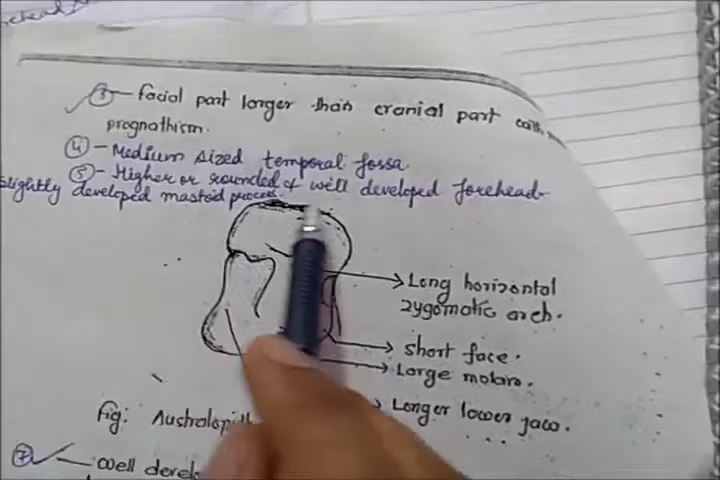 ③ - Facial part larger than cranial part with
prognathism.
④ - Medium sized temporal fossa.
⑤ - Higher or rounded & well developed forehead.
slightly developed mastoid process
Long horizontal
zygomatic arch.
short face.
Large molars.
Longer lower jaw.
fig: Australopith
⑦ - well devel